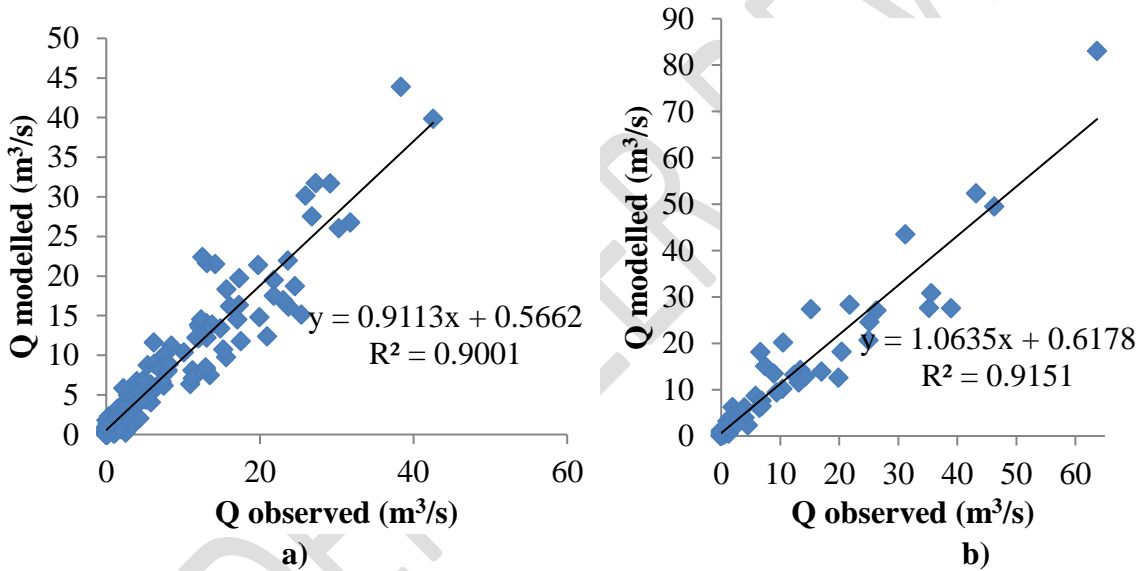 50
45
40
35
30
25
20
15
10
5
0
Q modelled (m³/s)
y = 0.9113x + 0.5662
R² = 0.9001
0 20 40 60
Q observed (m³/s)
a)
90
80
70
60
50
40
30
20
10
0
Q modelled (m³/s)
y = 1.0635x + 0.6178
R² = 0.9151
0 10 20 30 40 50 60
Q observed (m³/s)
b)